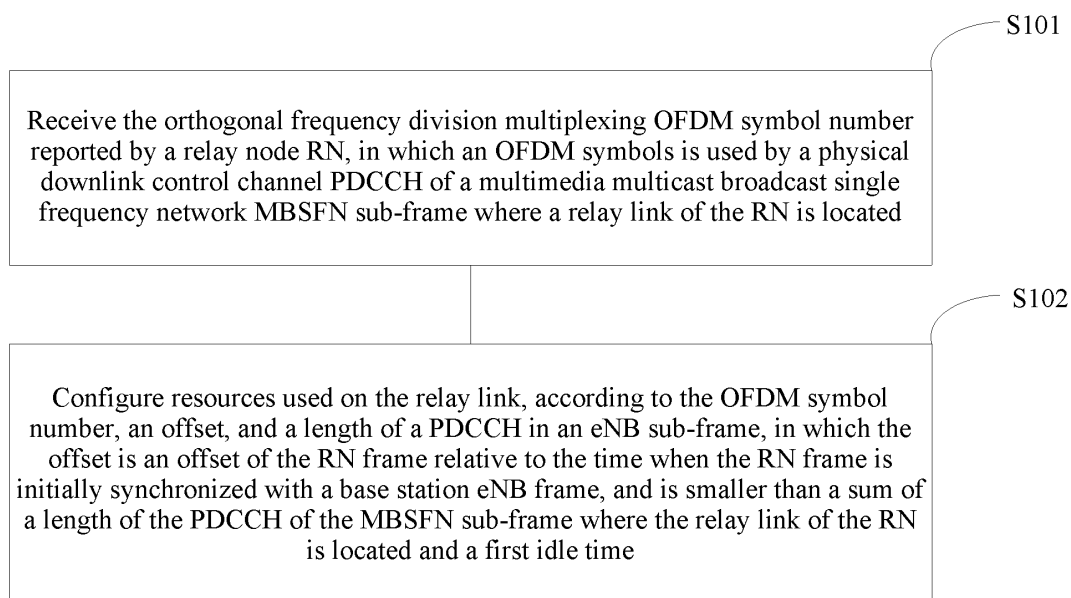 S101
Receive the orthogonal frequency division multiplexing OFDM symbol number
reported by a relay node RN, in which an OFDM symbols is used by a physical
downlink control channel PDCCH of a multimedia multicast broadcast single
frequency network MBSFN sub-frame where a relay link of the RN is located
S102
Configure resources used on the relay link, according to the OFDM symbol
number, an offset, and a length of a PDCCH in an eNB sub-frame, in which the
offset is an offset of the RN frame relative to the time when the RN frame is
initially synchronized with a base station eNB frame, and is smaller than a sum of
a length of the PDCCH of the MBSFN sub-frame where the relay link of the RN
is located and a first idle time